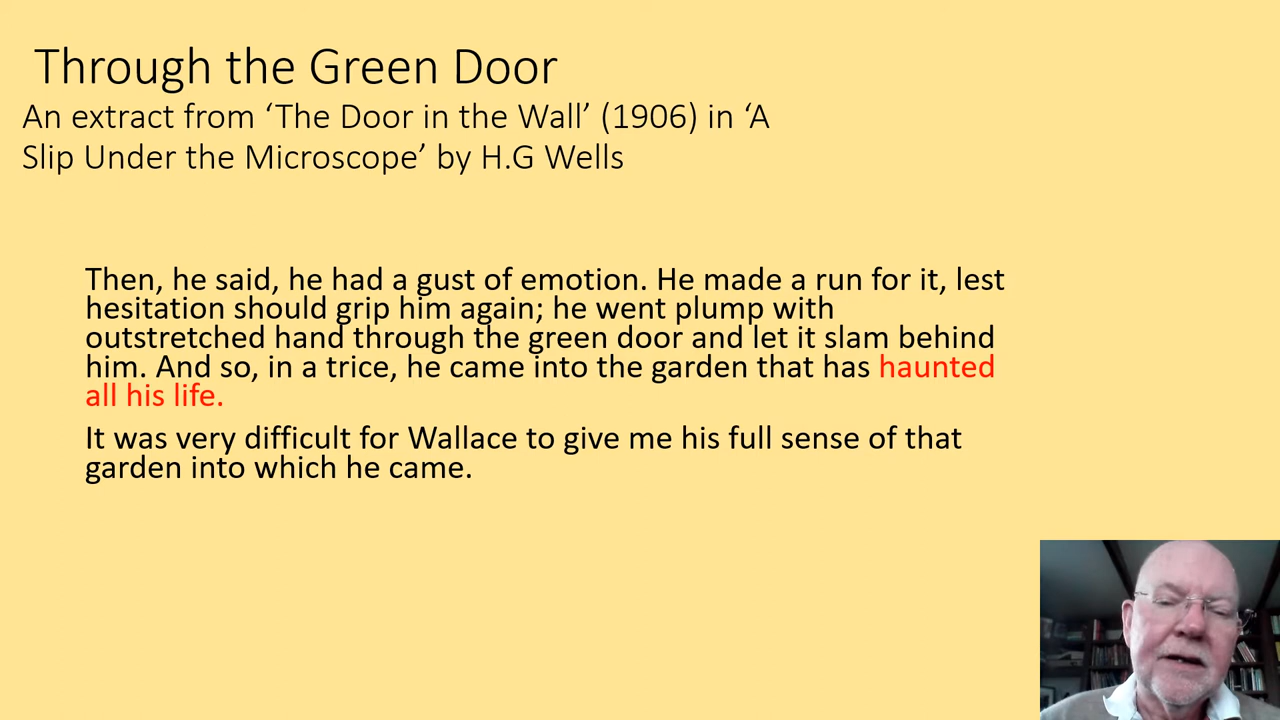 Through the Green Door
An extract from ‘The Door in the Wall’ (1906) in ‘A
Slip Under the Microscope’ by H.G Wells
Then, he said, he had a gust of emotion. He made a run for it, lest
hesitation should grip him again; he went plump with
outstretched hand through the green door and let it slam behind
him. And so, in a trice, he came into the garden that has haunted
all his life.
It was very difficult for Wallace to give me his full sense of that
garden into which he came.